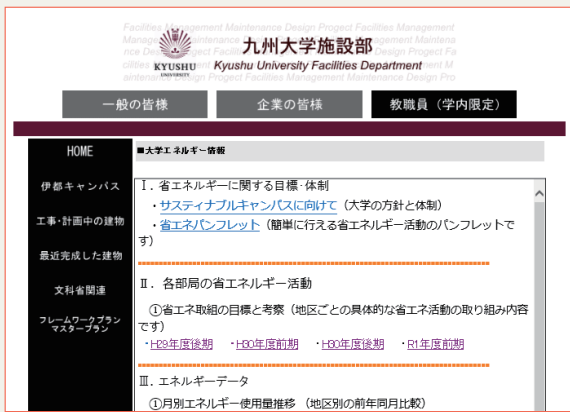 Facilities Management Maintenance Design Progect Facilities Management
KYUSHU
UNIVERSITY
九州大学施設部
Kyushu University Facilities Department
一般の皆様
企業の皆様
教職員（学内限定）
HOME
伊都キャンパス
工事・計画中の建物
最近完成した建物
文科省関連
フレームワークプラン
マスタープラン
■大学エネルギー情報
Ⅰ．省エネルギーに関する目標･体制
・サスティナブルキャンパスに向けて（大学の方針と体制）
・省エネパンフレット（簡単に行える省エネルギー活動のパンフレットで
す）
Ⅱ．各部局の省エネルギー活動
①省エネ取組の目標と考察（地区ごとの具体的な省エネ活動の取り組み内容
です）
・H29年度後期 ・H30年度前期 ・H30年度後期 ・R1年度前期
Ⅲ．エネルギーデータ
①月別エネルギー使用量推移（地区別の前年同月比較）